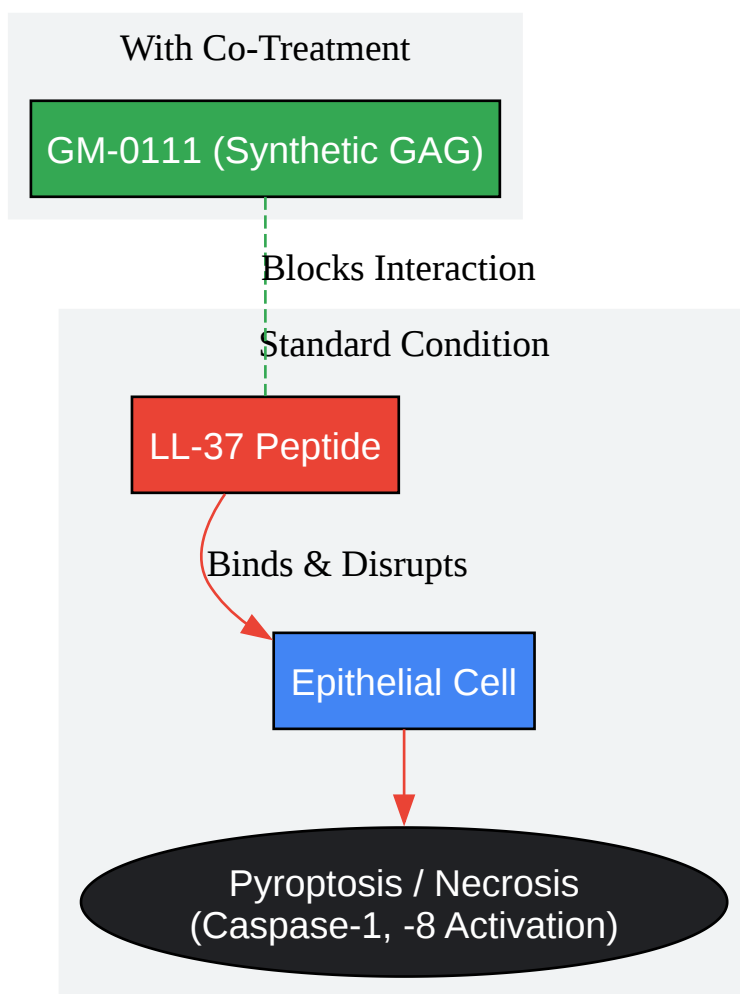 With Co-Treatment
GM-0111 (Synthetic GAG)
Blocks Interaction
Standard Condition
LL-37 Peptide
Binds & Disrupts
Epithelial Cell
Pyroptosis / Necrosis
(Caspase-1, -8 Activation)